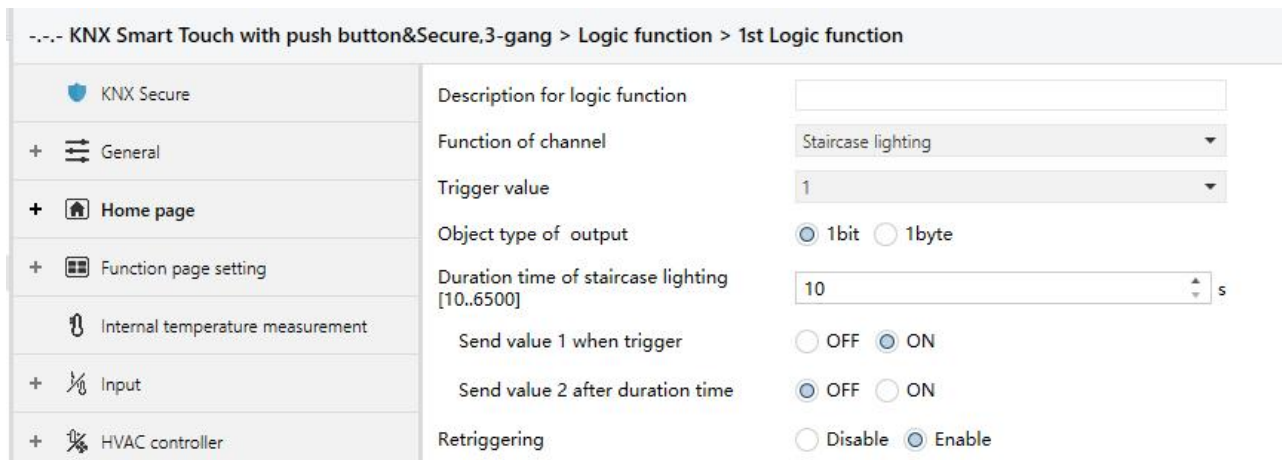 -.-.- KNX Smart Touch with push button&Secure,3-gang > Logic function > 1st Logic function
KNX Secure
+ General
+ Home page
+ Function page setting
Internal temperature measurement
+ Input
+ HVAC controller
Description for logic function
Function of channel Staircase lighting
Trigger value 1
Object type of output 1bit 1byte
Duration time of staircase lighting
[10..6500] 10 s
Send value 1 when trigger OFF ON
Send value 2 after duration time OFF ON
Retriggering Disable Enable